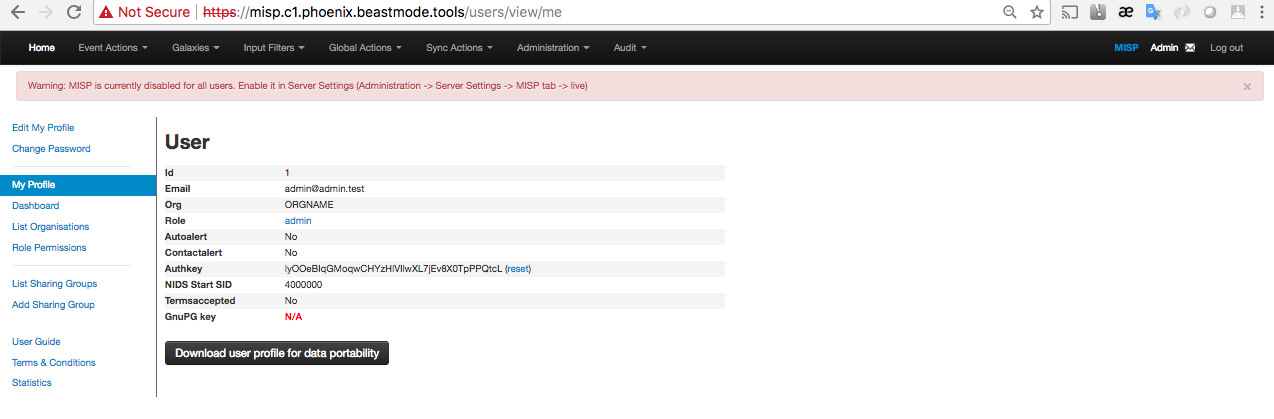 Not Secure https://misp.c1.phoenix.beastmode.tools/users/view/me
Home Event Actions Galaxies Input Filters Global Actions Sync Actions Administration Audit MISP Admin Log out
Warning: MISP is currently disabled for all users. Enable it in Server Settings (Administration -> Server Settings -> MISP tab -> live) ×
Edit My Profile
Change Password
My Profile
Dashboard
List Organisations
Role Permissions
List Sharing Groups
Add Sharing Group
User Guide
Terms & Conditions
Statistics
User
Id 1
Email admin@admin.test
Org ORGNAME
Role admin
Autoalert No
Contactalert No
Authkey (reset)
NIDS Start SID 4000000
Termsaccepted No
GnuPG key N/A
Download user profile for data portability